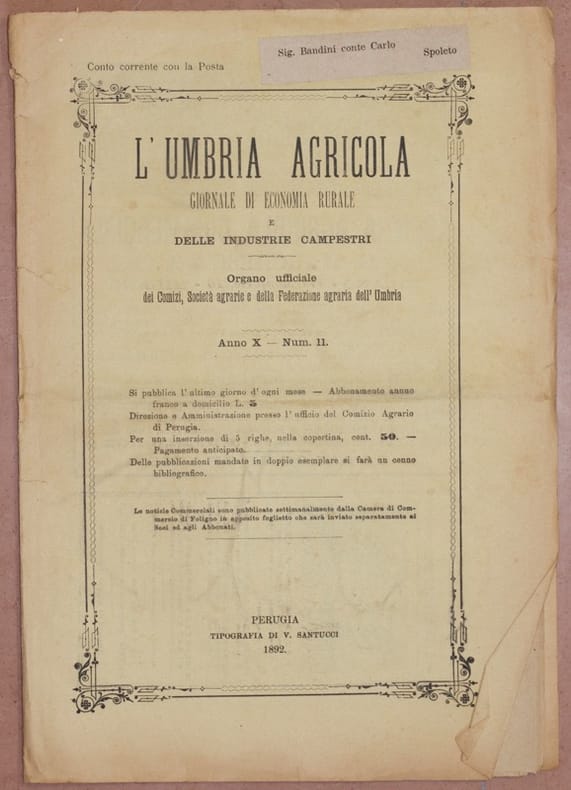 Sig. Bandini conte Carlo Spoleto
Conto corrente con la Posta
L' UMBRIA AGRICOLA
GIORNALE DI ECONOMIA RURALE
E
DELLE INDUSTRIE CAMPESTRI
Organo ufficiale
dei Comizi, Società agrarie e della Federazione agraria dell' Umbria
Anno X — Num. 11.
Si pubblica l' ultimo giorno d' ogni mese — Abbonamento annuo
franco a domicilio L. 5
Direzione e Amministrazione presso l' ufficio del Comizio Agrario
di Perugia.
Per una inserzione di 5 righe, nella copertina, cent. 50. —
Pagamento anticipato.
Delle pubblicazioni mandate in doppio esemplare si farà un cenno
bibliografico.
Le notizie Commerciali sono pubblicate settimanalmente dalla Camera di Com-
mercio di Foligno in apposito foglietto che sarà inviato separatamente ai
Soci ed agli Abbonati.
PERUGIA
TIPOGRAFIA DI V. SANTUCCI
1892.